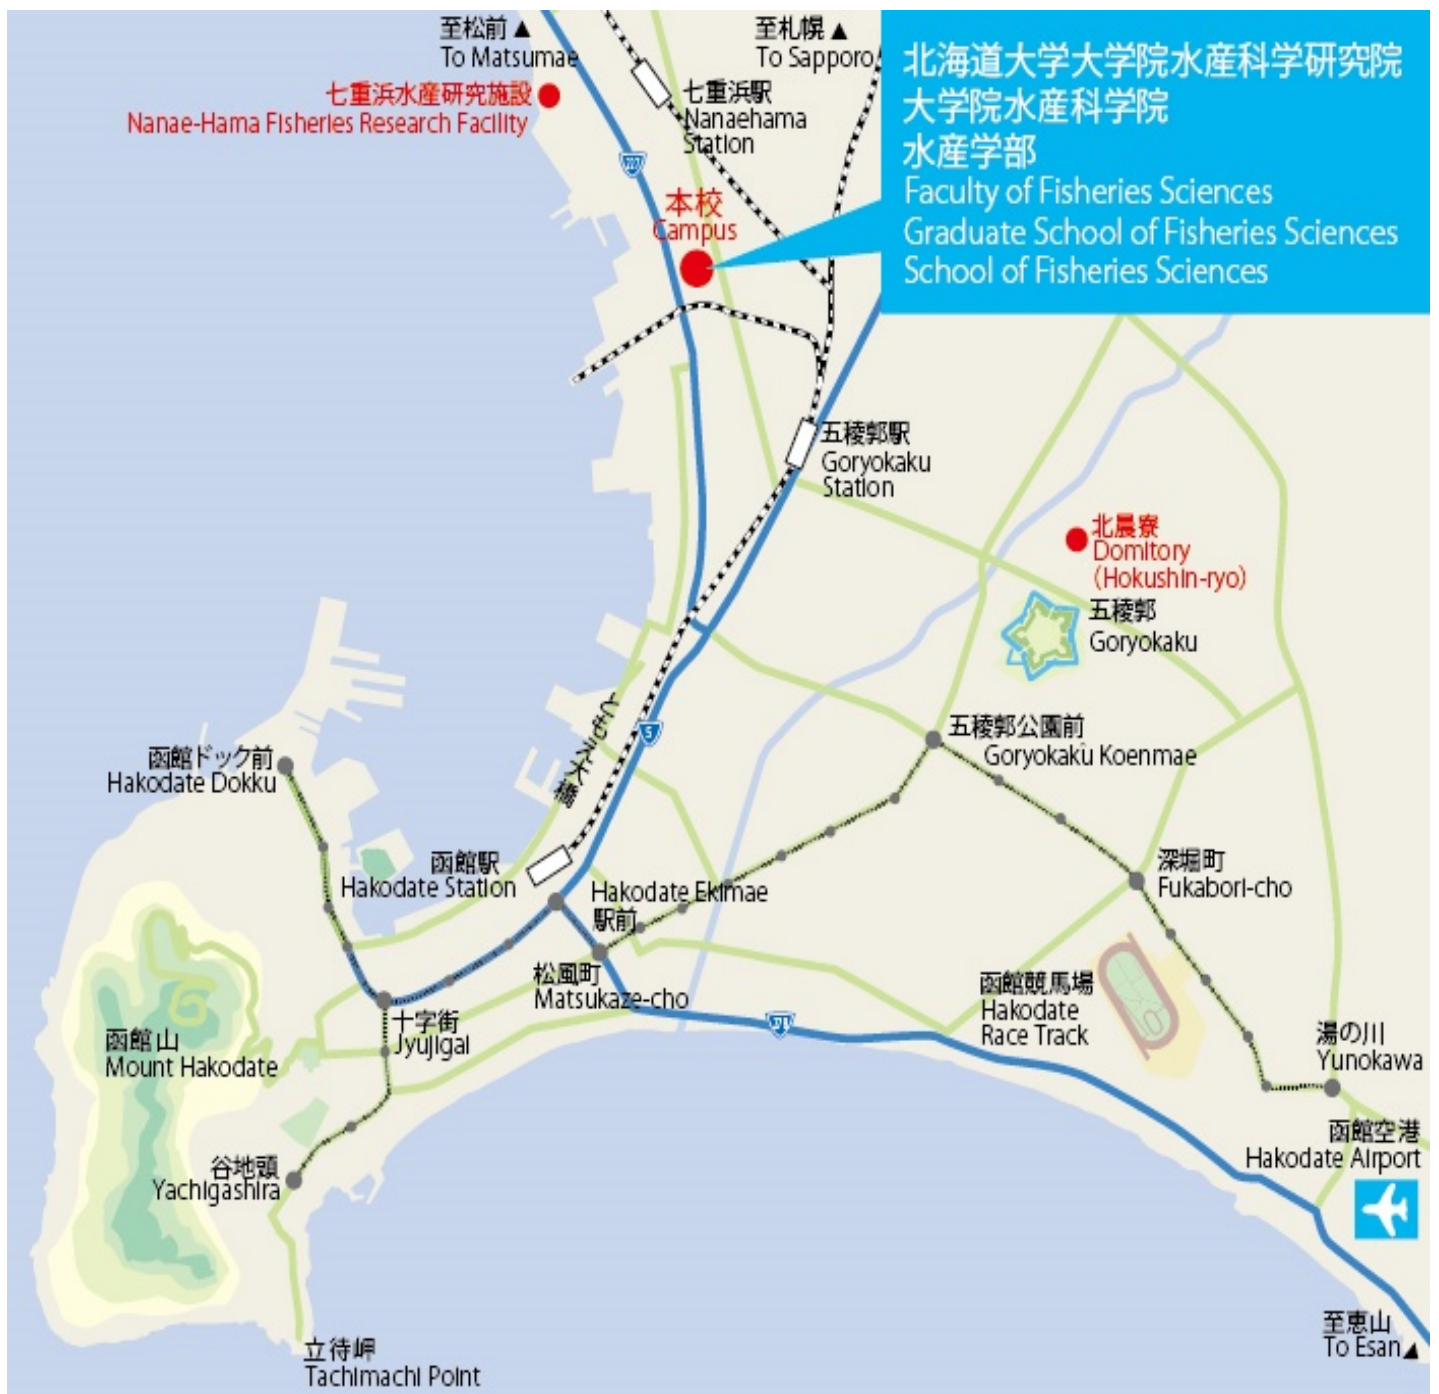 至松前▲
To Matsumae
至札幌▲
To Sapporo
北海道大学大学院水産科学研究院
大学院水産科学院
水産学部
Faculty of Fisheries Sciences
Graduate School of Fisheries Sciences
School of Fisheries Sciences
七重浜水産研究施設
Nanae-Hama Fisheries Research Facility
七重浜駅
Nanaehama
Station
本校
Campus
五稜郭駅
Goryokaku
Station
北晨寮
Domitory
(Hokushin-ryo)
五稜郭
Goryokaku
ともえ大橋
5
函館ドック前
Hakodate Dokku
五稜郭公園前
Goryokaku Koenmae
函館駅
Hakodate Station
Hakodate Ekimae
駅前
深堀町
Fukabori-cho
松風町
Matsukaze-cho
函館競馬場
Hakodate
Race Track
十字街
Jyujigai
函館山
Mount Hakodate
湯の川
Yunokawa
函館空港
Hakodate Airport
谷地頭
Yachigashira
立待岬
Tachimachi Point
至恵山
To Esan▲